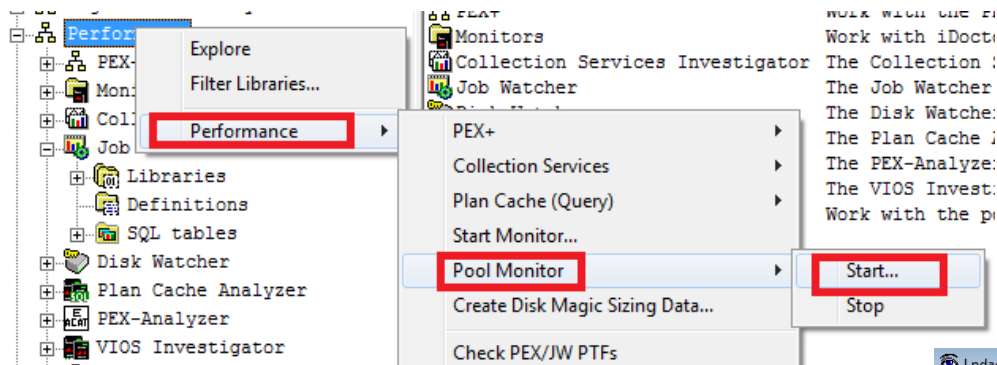 PEX+
Work with the
Perfor
Monitors
Work with iDocto
Explore
PEX-
Collection Services Investigator
The Collection
Filter Libraries...
Moni
Job Watcher
The Job Watcher
Coll
Performance
The Disk Watcher
PEX+
The Plan Cache
Job
The PEX-Analyzer
Libraries
Collection Services
The VIOS Investi
Definitions
Plan Cache (Query)
Work with the po
SQL tables
Start Monitor...
Disk Watcher
Pool Monitor
Start...
Plan Cache Analyzer
Create Disk Magic Sizing Data...
Stop
PEX-Analyzer
VIOS Investigator
Check PEX/JW PTFs